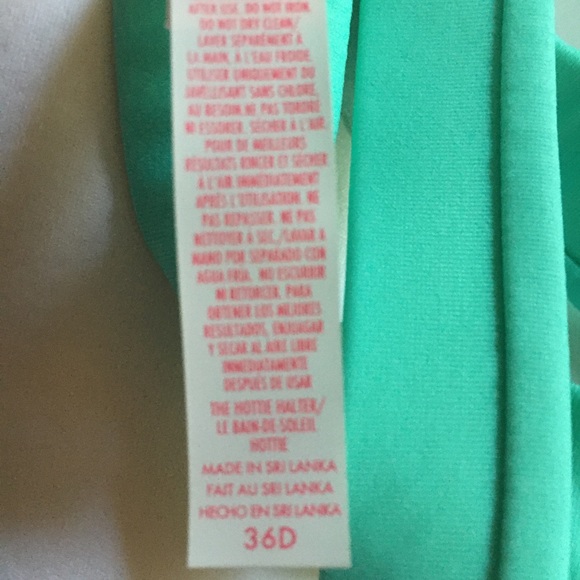 AFTER USE. DO NOT IRON.
DO NOT DRY CLEAN/
LAVER SÉPARÉMENT À
LA MAIN, À L'EAU FROIDE.
UTILISER UNIQUEMENT DU
JAVELLISANT SANS CHLORE,
AU BESOIN.NE PAS TORDRE
NI ESSORER. SÉCHER À L'AIR.
POUR DE MEILLEURS
RÉSULTATS RINCER ET SÉCHER
À L'AIR IMMÉDIATEMENT
APRÈS L'UTILISATION. NE
PAS REPASSER. NE PAS
NETTOYER À SEC./LAVAR A
MANO POR SEPARADO CON
AGUA FRIA. NO ESCURRIR
NI RETORCER. PARA
OBTENER LOS MEJORES
RESULTADOS, ENJUAGAR
Y SECAR AL AIRE LIBRE
INMEDIATAMENTE
DESPUÉS DE USAR
THE HOTTIE HALTER/
LE BAIN-DE-SOLEIL
HOTTIE
MADE IN SRI LANKA
FAIT AU SRI LANKA
HECHO EN SRI LANKA
36D